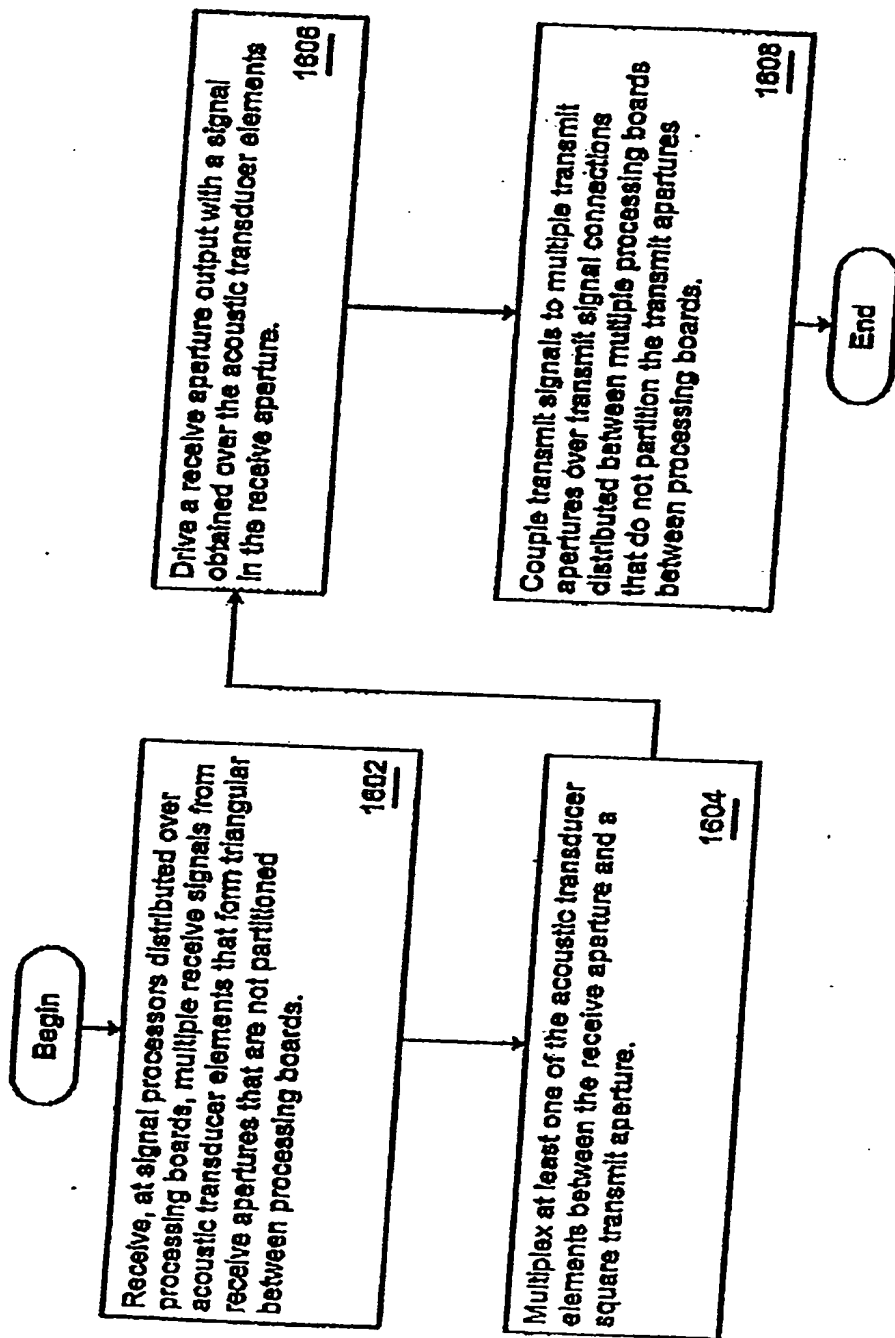 Begin
Receive, at signal processors distributed over
processing boards, multiple receive signals from
acoustic transducer elements that form triangular
receive apertures that are not partitioned
between processing boards.
1602
Multiplex at least one of the acoustic transducer
elements between the receive aperture and a
square transmit aperture.
1604
Drive a receive aperture output with a signal
obtained over the acoustic transducer elements
in the receive aperture.
1606
Couple transmit signals to multiple transmit
apertures over transmit signal connections
distributed between multiple processing boards
that do not partition the transmit apertures
between processing boards.
1608
End